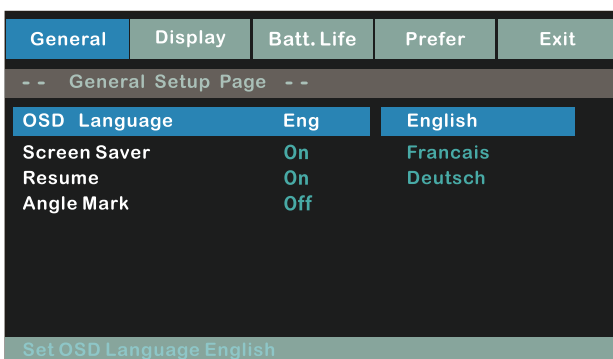 General Display Batt. Life Prefer Exit
-- General Setup Page --
OSD Language Eng English
Screen Saver On Francais
Resume On Deutsch
Angle Mark Off
Set OSD Language English